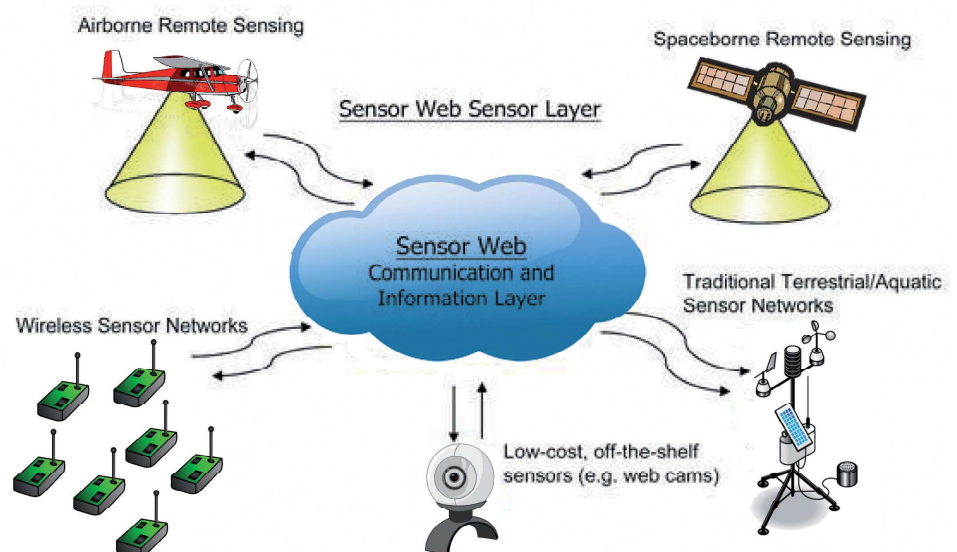 Airborne Remote Sensing
Spaceborne Remote Sensing
Sensor Web Sensor Layer
Sensor Web
Communication and
Information Layer
Traditional Terrestrial/Aquatic
Sensor Networks
Wireless Sensor Networks
Low-cost, off-the-shelf
sensors (e.g. web cams)